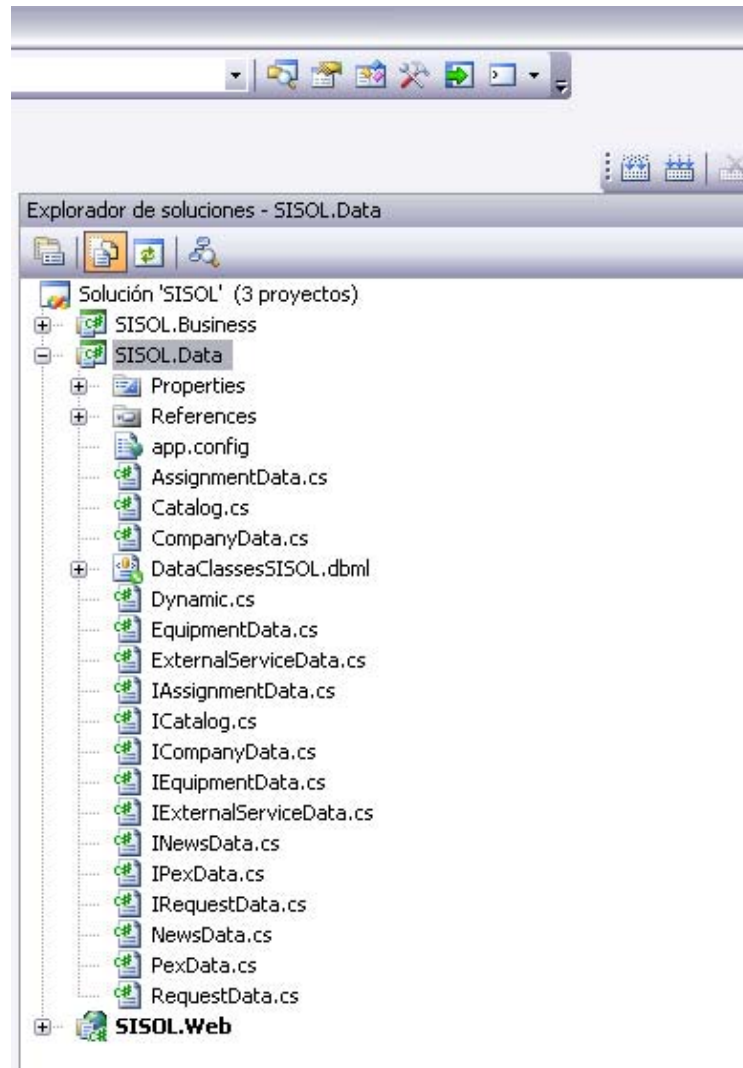 Explorador de soluciones - SISOL.Data
Solución 'SISOL' (3 proyectos)
SISOL.Business
SISOL.Data
Properties
References
app.config
AssignmentData.cs
Catalog.cs
CompanyData.cs
DataClassesSISOL.dbml
Dynamic.cs
EquipmentData.cs
ExternalServiceData.cs
IAssignmentData.cs
ICatalog.cs
ICompanyData.cs
IEquipmentData.cs
IExternalServiceData.cs
INewsData.cs
IPexData.cs
IRequestData.cs
NewsData.cs
PexData.cs
RequestData.cs
SISOL.Web